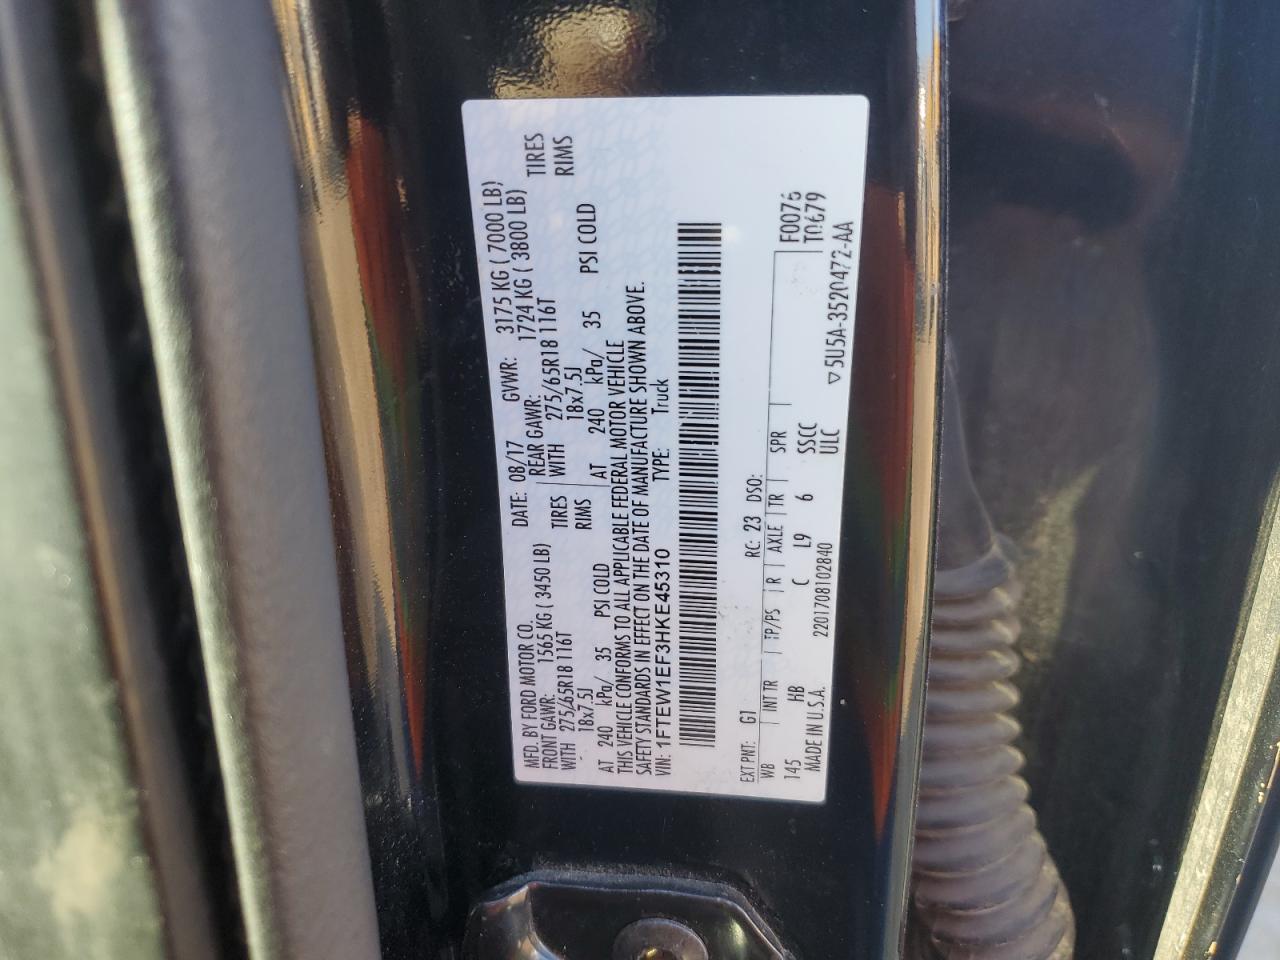 MFD. BY FORD MOTOR CO.
DATE: 08/17 GVWR: 3175 KG ( 7000 LB)
FRONT GAWR: 1565 KG ( 3450 LB) REAR GAWR: 1724 KG ( 3800 LB)
WITH 275/65R18 116T TIRES WITH 275/65R18 116T TIRES
18x7.5J RIMS 18x7.5J RIMS
AT 240 kPa/ 35 PSI COLD AT 240 kPa/ 35 PSI COLD
THIS VEHICLE CONFORMS TO ALL APPLICABLE FEDERAL MOTOR VEHICLE
SAFETY STANDARDS IN EFFECT ON THE DATE OF MANUFACTURE SHOWN ABOVE.
VIN: 1FTEW1EF3HKE45310 TYPE: Truck
EXT PNT: G1 RC: 23 DSO: F0076
WB INT TR TP/PS R AXLE TR SPR T0679
145 HB C L9 6 SSCC
MADE IN U.S.A. 2201708102840 ULC ▽5U5A-3520472-AA